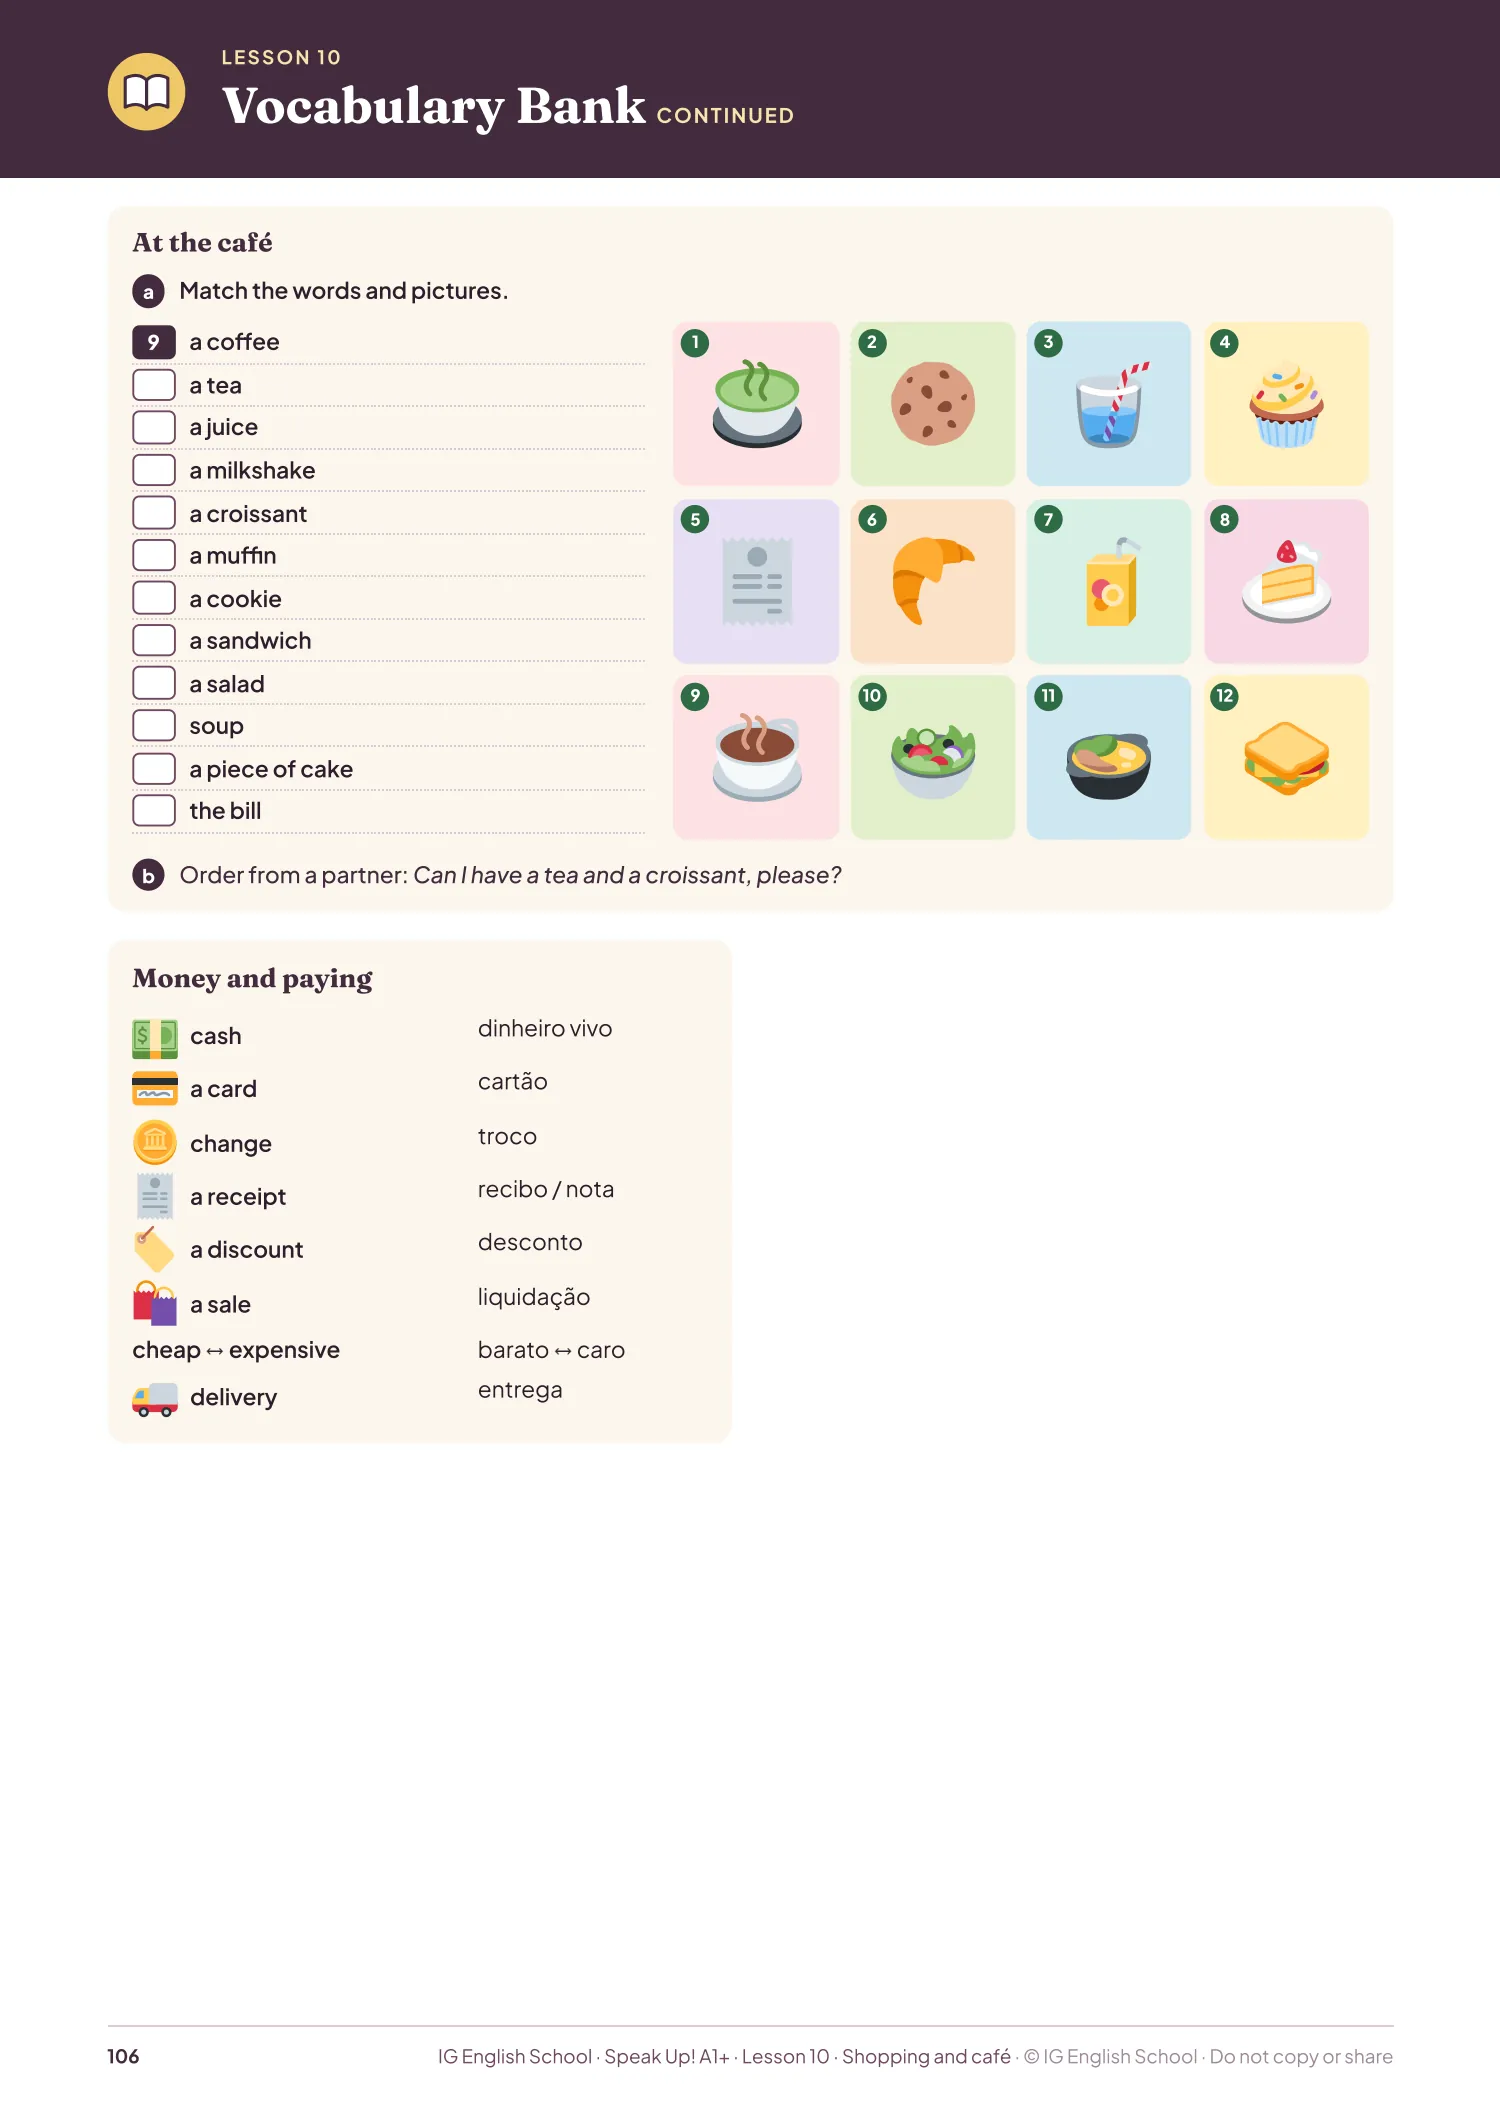 LESSON 10
Vocabulary Bank CONTINUED
At the café
a Match the words and pictures.
9 a coffee
a tea
a juice
a milkshake
a croissant
a muffin
a cookie
a sandwich
a salad
soup
a piece of cake
the bill
1 2 3 4
5 6 7 8
9 10 11 12
b Order from a partner: Can I have a tea and a croissant, please?
Money and paying
$ cash dinheiro vivo
a card cartão
change troco
a receipt recibo / nota
a discount desconto
a sale liquidação
cheap ↔ expensive barato ↔ caro
delivery entrega
106 IG English School · Speak Up! A1+ · Lesson 10 · Shopping and café · © IG English School · Do not copy or share